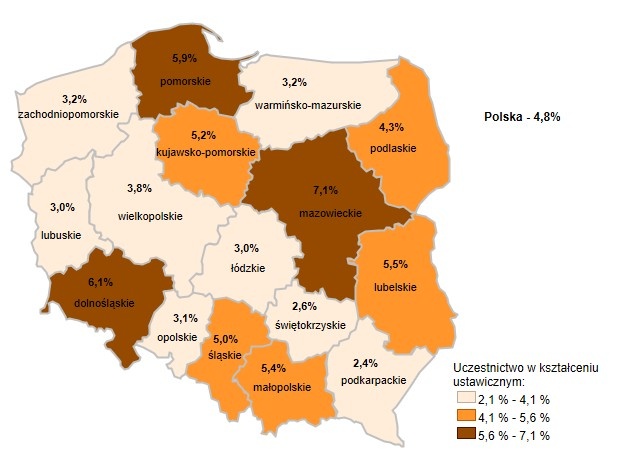 5,9%
pomorskie
3,2%
warmińsko-mazurskie
3,2%
zachodniopomorskie
Polska - 4,8%
4,3%
podlaskie
5,2%
kujawsko-pomorskie
3,8%
wielkopolskie
7,1%
mazowieckie
3,0%
lubuskie
3,0%
łódzkie
5,5%
lubelskie
6,1%
dolnośląskie
3,1%
opolskie
2,6%
świętokrzyskie
5,0%
śląskie
5,4%
małopolskie
2,4%
podkarpackie
Uczestnictwo w kształceniu
ustawicznym:
2,1 % - 4,1 %
4,1 % - 5,6 %
5,6 % - 7,1 %